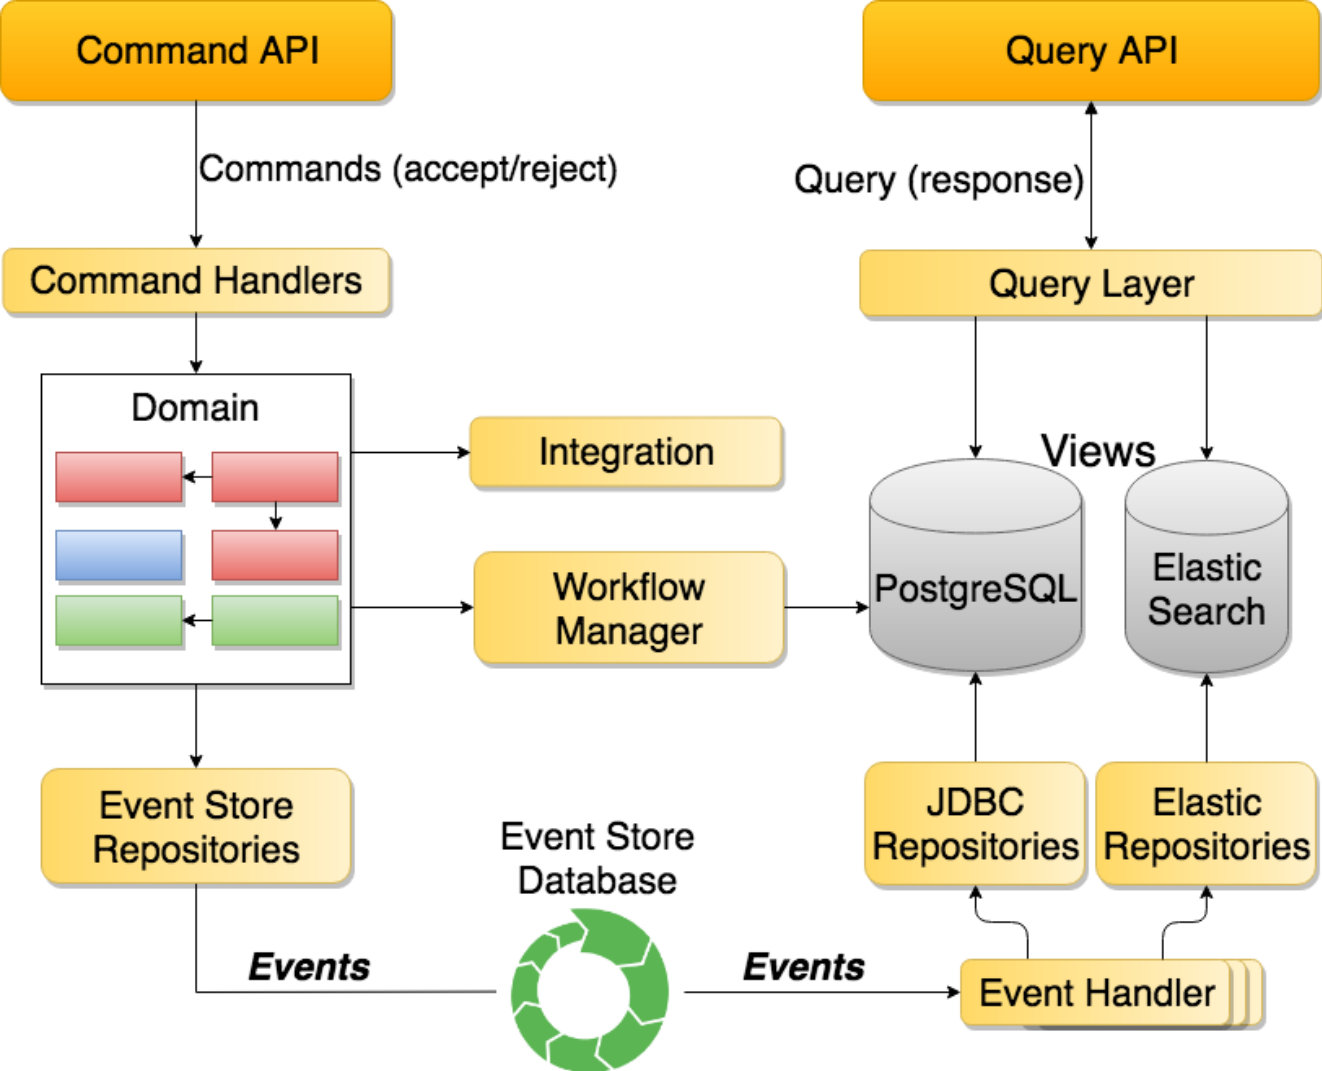 Command API
Query API
Commands (accept/reject)
Query (response)
Command Handlers
Query Layer
Domain
Integration
Views
Workflow
Manager
PostgreSQL
Elastic
Search
Event Store
Repositories
Event Store
Database
JDBC
Repositories
Elastic
Repositories
Events
Events
Event Handler